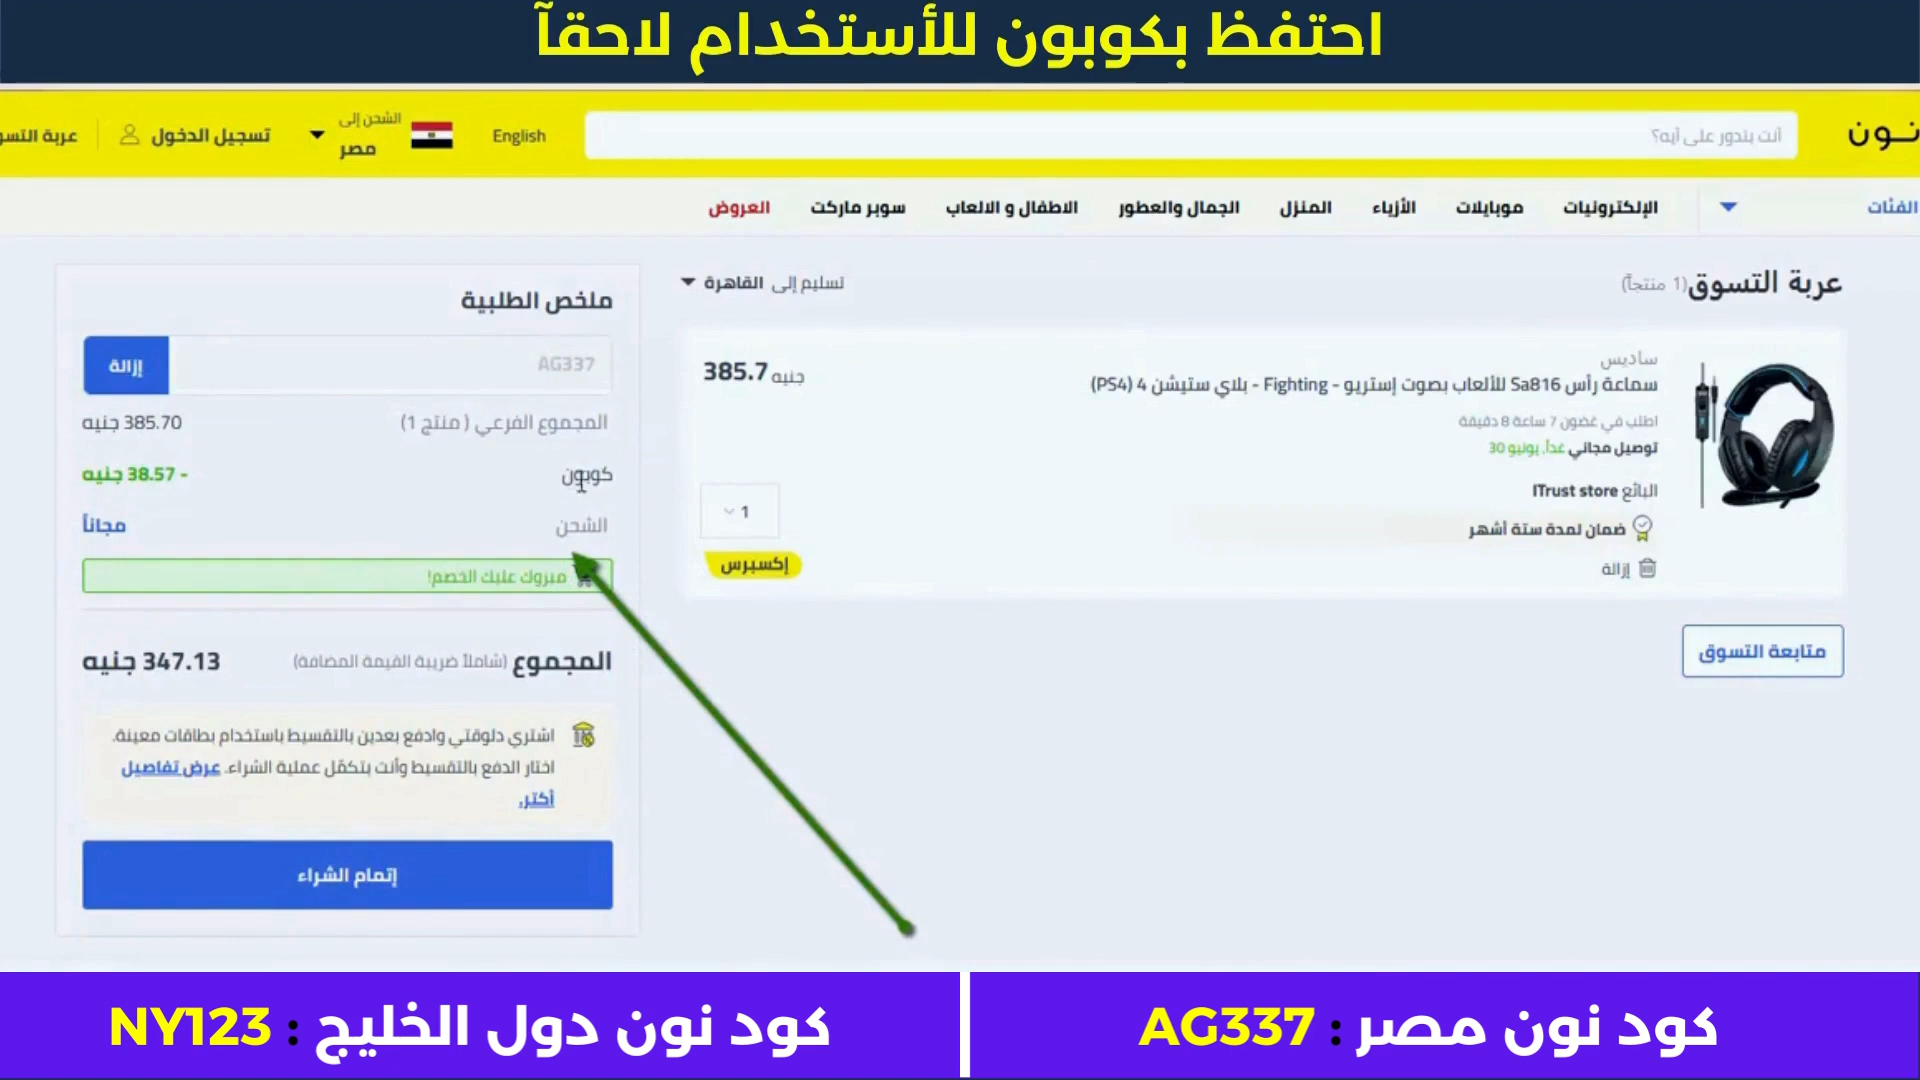 احتفظ بكوبون للأستخدام لاحقآ
نون
أنت بتدور على أيه؟
English
الشحن إلى
مصر
تسجيل الدخول
عربة
الفئات
الإلكترونيات
موبايلات
الأزياء
المنزل
الجمال والعطور
الاطفال و الالعاب
سوبر ماركت
العروض
عربة التسوق (1 منتجاً)
تسليم إلى القاهرة
ساديس
سماعة رأس Sa816 للألعاب بصوت إستريو - Fighting - بلاي ستيشن 4 (PS4)
جنيه 385.7
اطلب في غضون 7 ساعة 8 دقيقة
توصيل مجاني غداً, يونيو 30
البائع ITrust store
ضمان لمدة ستة أشهر
إزالة
1
إكسبرس
متابعة التسوق
ملخص الطلبية
AG337
إزالة
المجموع الفرعي ( منتج 1)
385.70 جنيه
كوبون
- 38.57 جنيه
الشحن
مجاناً
مبروك عليك الخصم!
المجموع (شاملاً ضريبة القيمة المضافة)
347.13 جنيه
اشتري دلوقتي وادفع بعدين بالتقسيط باستخدام بطاقات معينة.
اختار الدفع بالتقسيط وأنت بتكمّل عملية الشراء. عرض تفاصيل
أكتر.
إتمام الشراء
كود نون مصر : AG337
كود نون دول الخليج : NY123